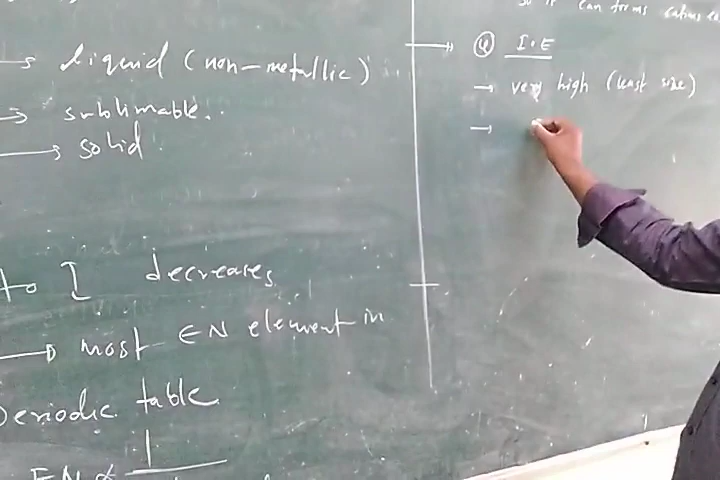 → liquid (non-metallic)
→ sublimable.
→ solid.
to I decreases
→ most EN element in
Periodic table
EN ∝ 1
so it can forms
→ (4) I.E
→ very high (least size)
→